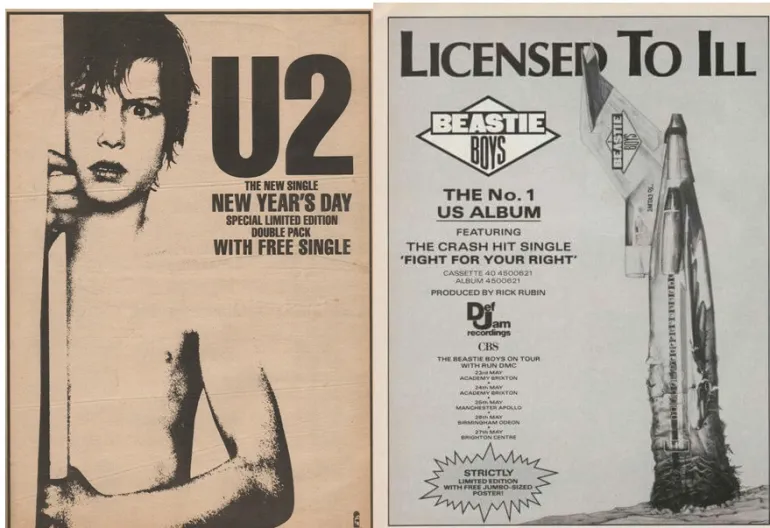 U2
THE NEW SINGLE
NEW YEAR'S DAY
SPECIAL LIMITED EDITION
DOUBLE PACK
WITH FREE SINGLE
LICENSED TO ILL
BEASTIE
BOYS
BEASTIE
BOYS
THE No. 1
US ALBUM
FEATURING
THE CRASH HIT SINGLE
'FIGHT FOR YOUR RIGHT'
CASSETTE 40 4500621
ALBUM 4500621
PRODUCED BY RICK RUBIN
Def
Jam
recordings
CBS
THE BEASTIE BOYS ON TOUR
WITH RUN DMC
23rd MAY
ACADEMY BRIXTON
24th MAY
ACADEMY BRIXTON
MANCHESTER APOLLO
BIRMINGHAM ODEON
27th MAY
BRIGHTON CENTRE
STRICTLY
LIMITED EDITION
WITH FREE JUMBO-SIZED
POSTER!